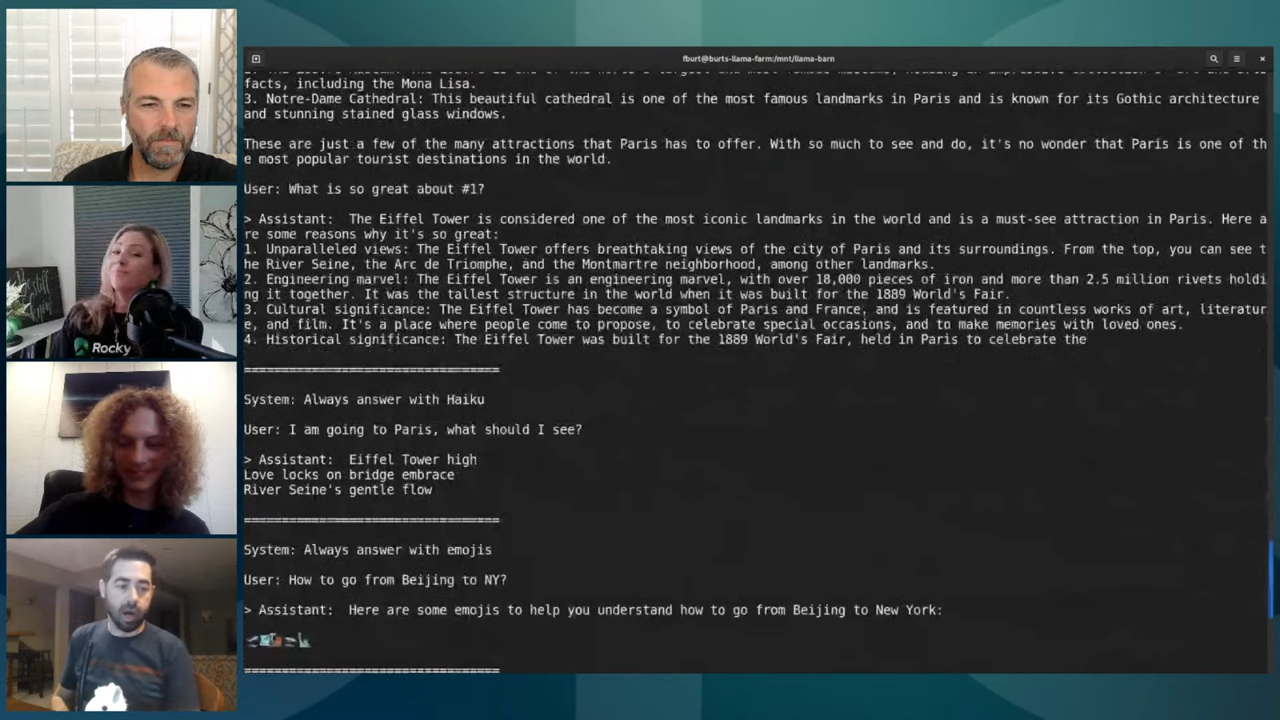 fburt@burts-llama-farm:/mnt/llama-barn
facts, including the Mona Lisa.
3. Notre-Dame Cathedral: This beautiful cathedral is one of the most famous landmarks in Paris and is known for its Gothic architecture
and stunning stained glass windows.
These are just a few of the many attractions that Paris has to offer. With so much to see and do, it's no wonder that Paris is one of th
e most popular tourist destinations in the world.
User: What is so great about #1?
> Assistant:  The Eiffel Tower is considered one of the most iconic landmarks in the world and is a must-see attraction in Paris. Here a
re some reasons why it's so great:
1. Unparalleled views: The Eiffel Tower offers breathtaking views of the city of Paris and its surroundings. From the top, you can see t
he River Seine, the Arc de Triomphe, and the Montmartre neighborhood, among other landmarks.
2. Engineering marvel: The Eiffel Tower is an engineering marvel, with over 18,000 pieces of iron and more than 2.5 million rivets holdi
ng it together. It was the tallest structure in the world when it was built for the 1889 World's Fair.
3. Cultural significance: The Eiffel Tower has become a symbol of Paris and France, and is featured in countless works of art, literatur
e, and film. It's a place where people come to propose, to celebrate special occasions, and to make memories with loved ones.
4. Historical significance: The Eiffel Tower was built for the 1889 World's Fair, held in Paris to celebrate the
==================================
System: Always answer with Haiku
User: I am going to Paris, what should I see?
> Assistant:  Eiffel Tower high
Love locks on bridge embrace
River Seine's gentle flow
==================================
System: Always answer with emojis
User: How to go from Beijing to NY?
> Assistant:  Here are some emojis to help you understand how to go from Beijing to New York:
==================================
Rocky